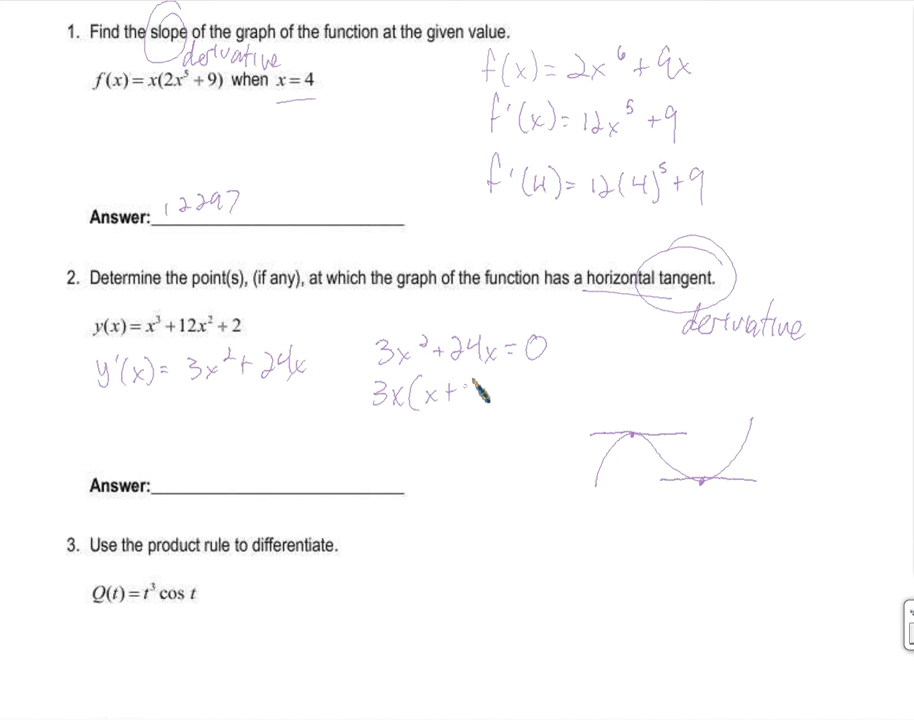 1. Find the slope of the graph of the function at the given value.
derivative
f(x) = x(2x⁵ + 9) when x = 4
f(x) = 2x⁶ + 9x
f'(x) = 12x⁵ + 9
f'(4) = 12(4)⁵ + 9
Answer: 12297
2. Determine the point(s), (if any), at which the graph of the function has a horizontal tangent.
derivative
y(x) = x³ + 12x² + 2
y'(x) = 3x² + 24x
3x² + 24x = 0
3x(x +
Answer:
3. Use the product rule to differentiate.
Q(t) = t³ cos t